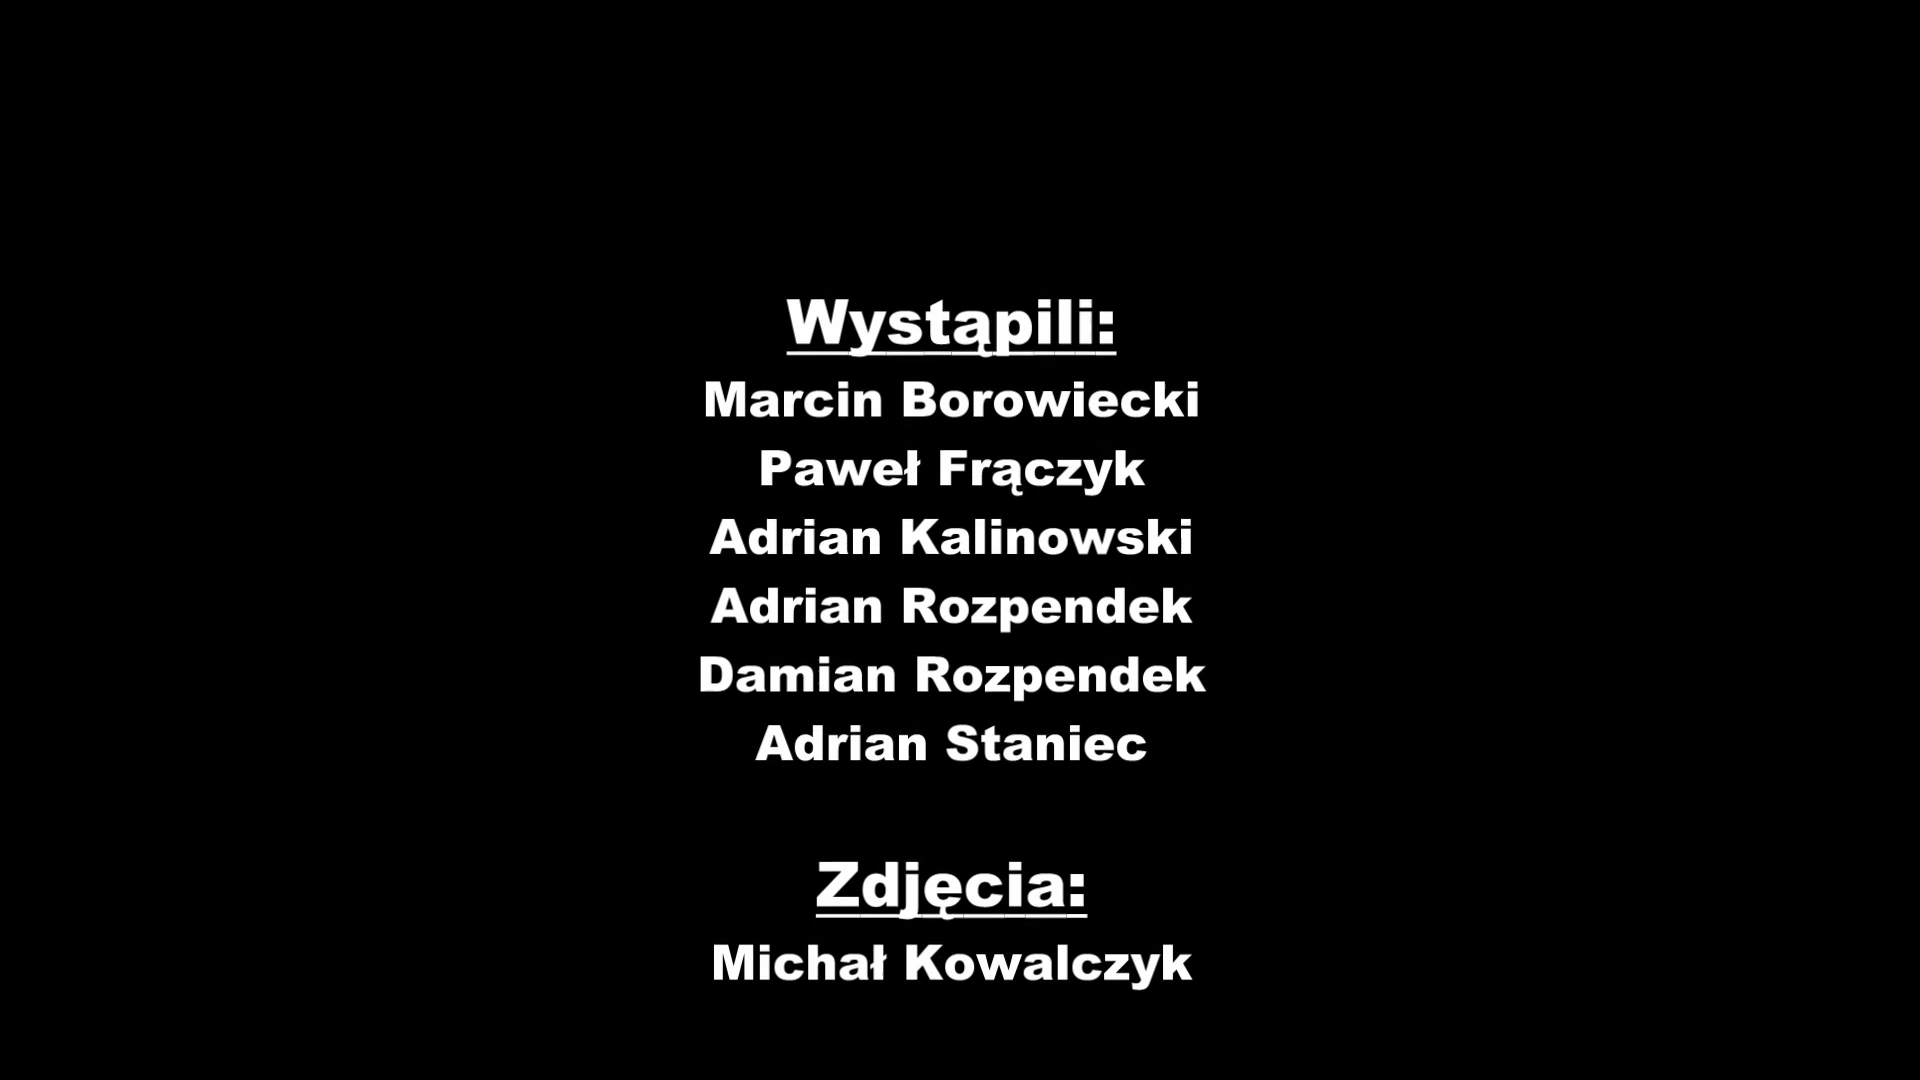 Wystąpili:
Marcin Borowiecki
Paweł Frączyk
Adrian Kalinowski
Adrian Rozpendek
Damian Rozpendek
Adrian Staniec
Zdjęcia:
Michał Kowalczyk